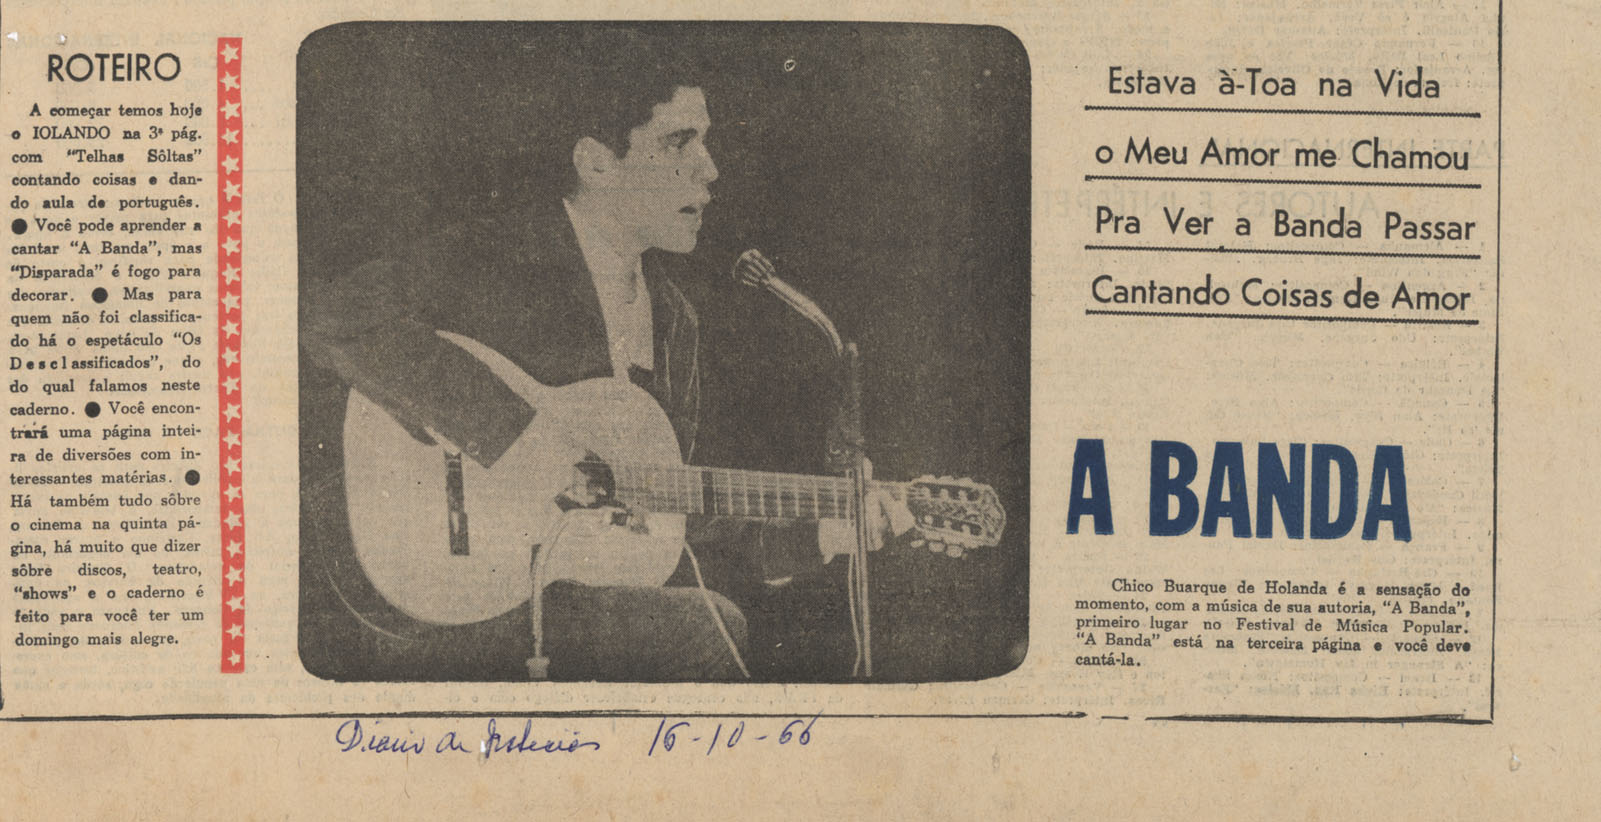 ROTEIRO
A começar temos hoje
o IOLANDO na 3ª pág.
com "Telhas Sôltas"
contando coisas e dan-
do aula de português.
● Você pode aprender a
cantar "A Banda", mas
"Disparada" é fogo para
decorar. ● Mas para
quem não foi classifica-
do há o espetáculo "Os
Desclassificados", do
do qual falamos neste
caderno. ● Você encon-
trará uma página intei-
ra de diversões com in-
teressantes matérias. ●
Há também tudo sôbre
o cinema na quinta pá-
gina, há muito que dizer
sôbre discos, teatro,
"shows" e o caderno é
feito para você ter um
domingo mais alegre.
Estava à-Toa na Vida
o Meu Amor me Chamou
Pra Ver a Banda Passar
Cantando Coisas de Amor
A BANDA
Chico Buarque de Holanda é a sensação do
momento, com a música de sua autoria, "A Banda",
primeiro lugar no Festival de Música Popular.
"A Banda" está na terceira página e você deve
cantá-la.
Diario de Noticias 16-10-66